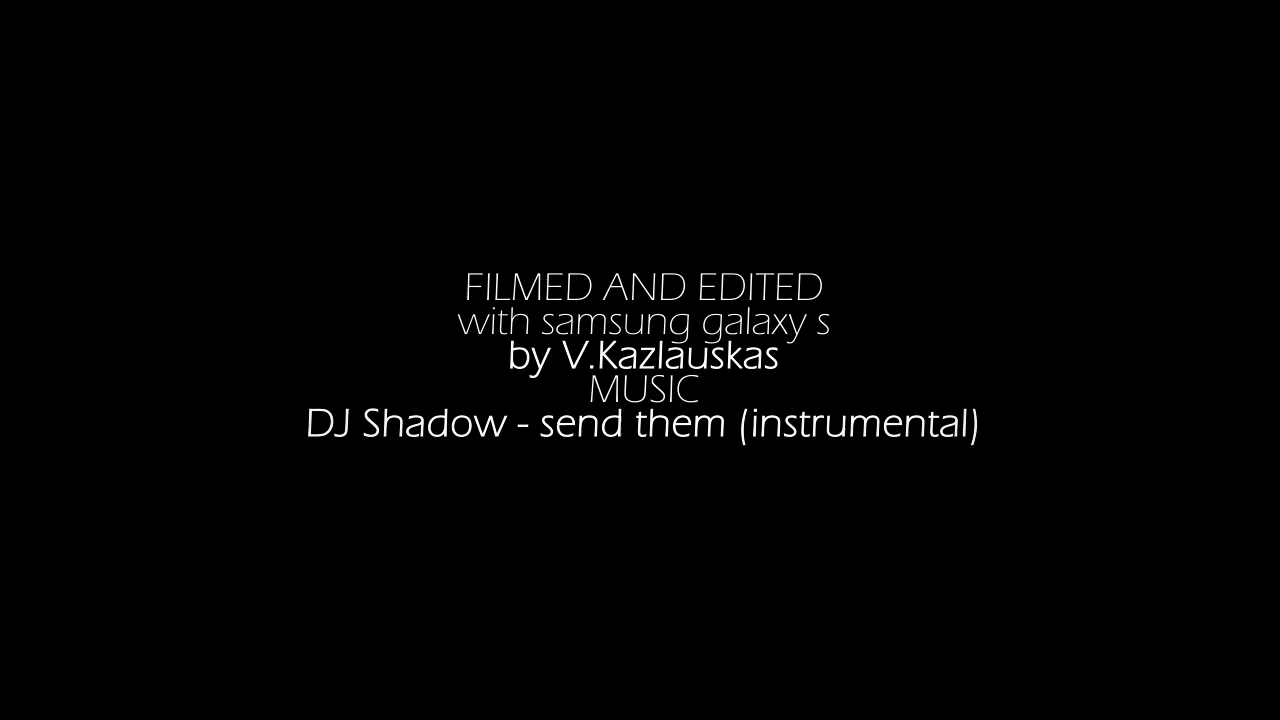 FILMED AND EDITED
with samsung galaxy s
by V.Kazlauskas
MUSIC
DJ Shadow - send them (instrumental)